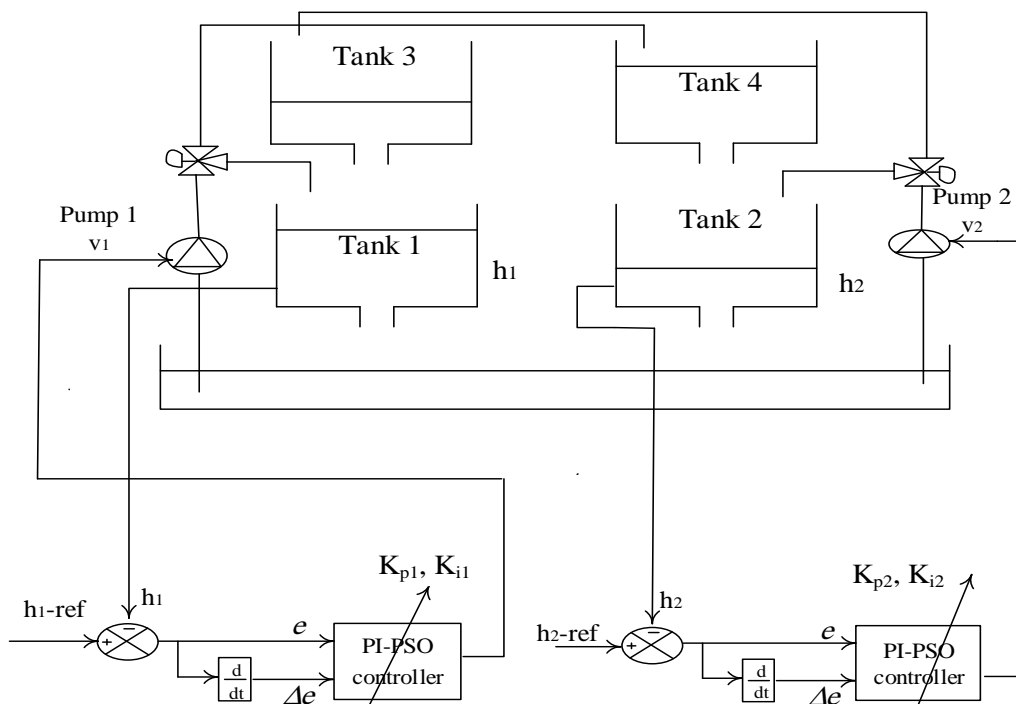 Tank 3
Tank 4
Pump 1
v1
Tank 1
h1
Tank 2
h2
Pump 2
v2
Kp1, Ki1
h1-ref
h1
+
−
e
d
dt
Δe
PI-PSO
controller
Kp2, Ki2
h2-ref
h2
+
−
e
d
dt
Δe
PI-PSO
controller